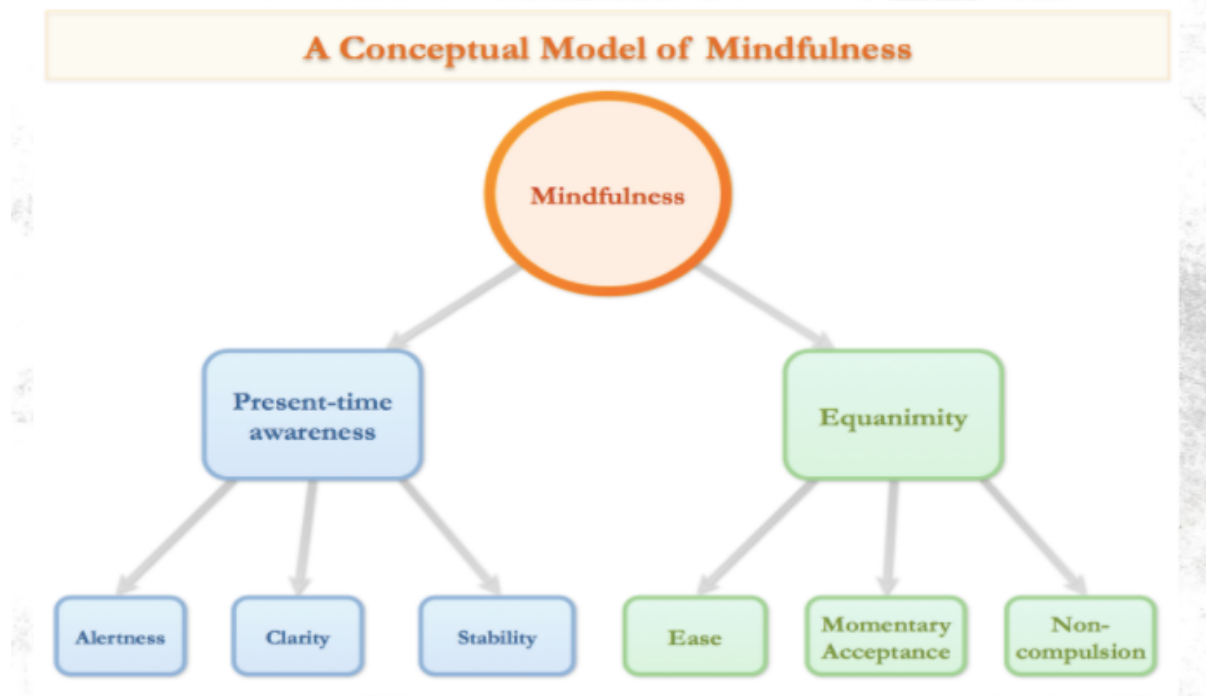 A Conceptual Model of Mindfulness
Mindfulness
Present-time
awareness
Equanimity
Alertness
Clarity
Stability
Ease
Momentary
Acceptance
Non-
compulsion